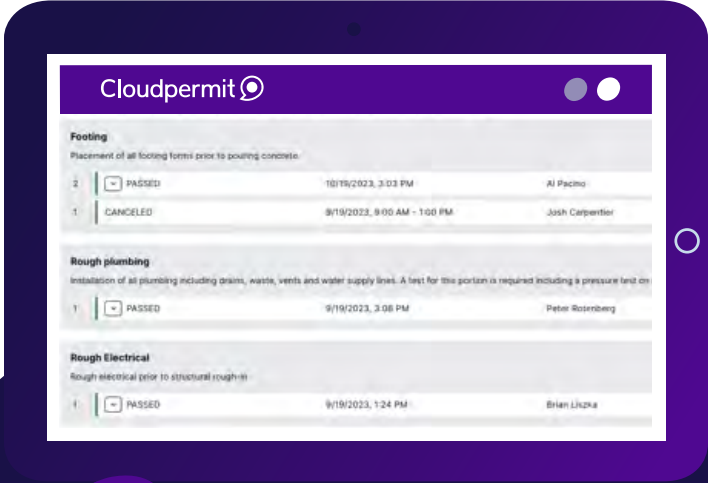 Cloudpermit
Footing
Placement of all footing forms prior to pouring concrete.
2 PASSED 10/19/2023, 3:03 PM Al Pacino
1 CANCELED 9/19/2023, 9:00 AM - 1:00 PM Josh Carpentier
Rough plumbing
Installation of all plumbing including drains, waste, vents and water supply lines. A test for this portion is required including a pressure test on
1 PASSED 9/19/2023, 3:08 PM Peter Rotenberg
Rough Electrical
Rough electrical prior to structural rough-in
1 PASSED 9/19/2023, 1:24 PM Brian Liszka